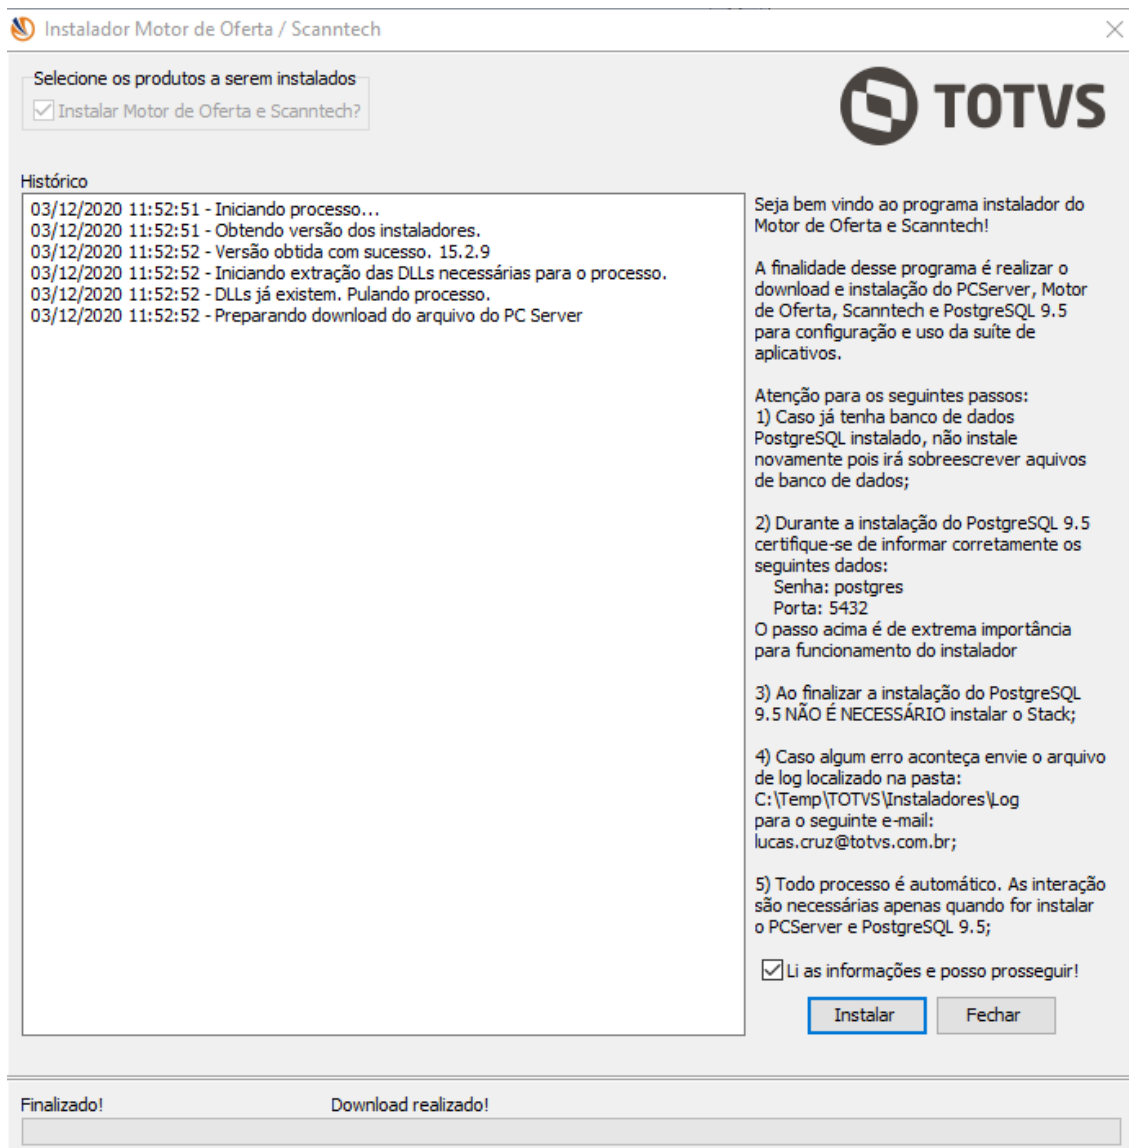 Instalador Motor de Oferta / Scanntech
Selecione os produtos a serem instalados
Instalar Motor de Oferta e Scanntech?
TOTVS
Histórico
03/12/2020 11:52:51 - Iniciando processo...
03/12/2020 11:52:51 - Obtendo versão dos instaladores.
03/12/2020 11:52:52 - Versão obtida com sucesso. 15.2.9
03/12/2020 11:52:52 - Iniciando extração das DLLs necessárias para o processo.
03/12/2020 11:52:52 - DLLs já existem. Pulando processo.
03/12/2020 11:52:52 - Preparando download do arquivo do PC Server
Seja bem vindo ao programa instalador do
Motor de Oferta e Scanntech!
A finalidade desse programa é realizar o
download e instalação do PCServer, Motor
de Oferta, Scanntech e PostgreSQL 9.5
para configuração e uso da suíte de
aplicativos.
Atenção para os seguintes passos:
1) Caso já tenha banco de dados
PostgreSQL instalado, não instale
novamente pois irá sobreescrever aquivos
de banco de dados;
2) Durante a instalação do PostgreSQL 9.5
certifique-se de informar corretamente os
seguintes dados:
Senha: postgres
Porta: 5432
O passo acima é de extrema importância
para funcionamento do instalador
3) Ao finalizar a instalação do PostgreSQL
9.5 NÃO É NECESSÁRIO instalar o Stack;
4) Caso algum erro aconteça envie o arquivo
de log localizado na pasta:
C:\Temp\TOTVS\Instaladores\Log
para o seguinte e-mail:
lucas.cruz@totvs.com.br;
5) Todo processo é automático. As interação
são necessárias apenas quando for instalar
o PCServer e PostgreSQL 9.5;
Li as informações e posso prosseguir!
Instalar Fechar
Finalizado! Download realizado!